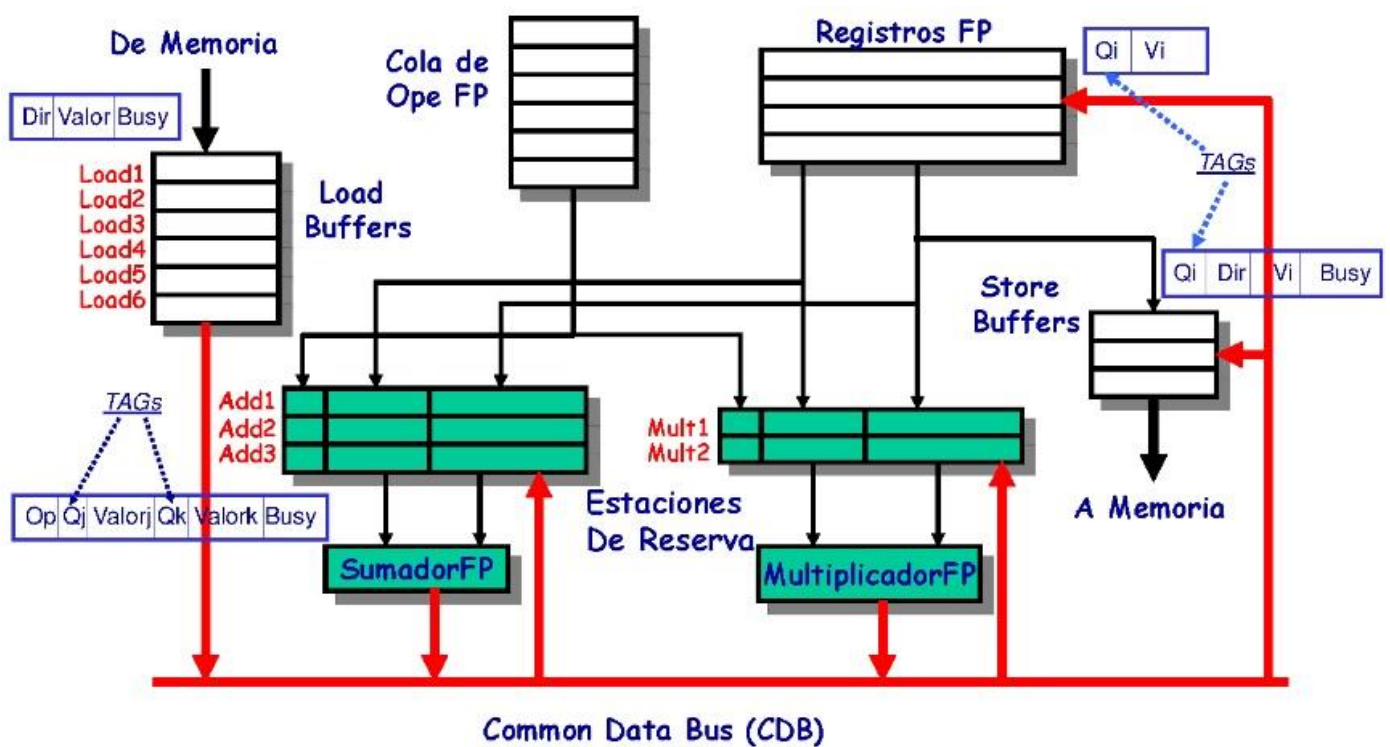 De Memoria
Dir Valor Busy
Load1
Load2
Load3
Load4
Load5
Load6
Load
Buffers
Cola de
Ope FP
Registros FP
Qi Vi
TAGs
Qi Dir Vi Busy
Store
Buffers
A Memoria
TAGs
Op Qj Valorj Qk Valork Busy
Add1
Add2
Add3
Mult1
Mult2
Estaciones
De Reserva
SumadorFP
MultiplicadorFP
Common Data Bus (CDB)